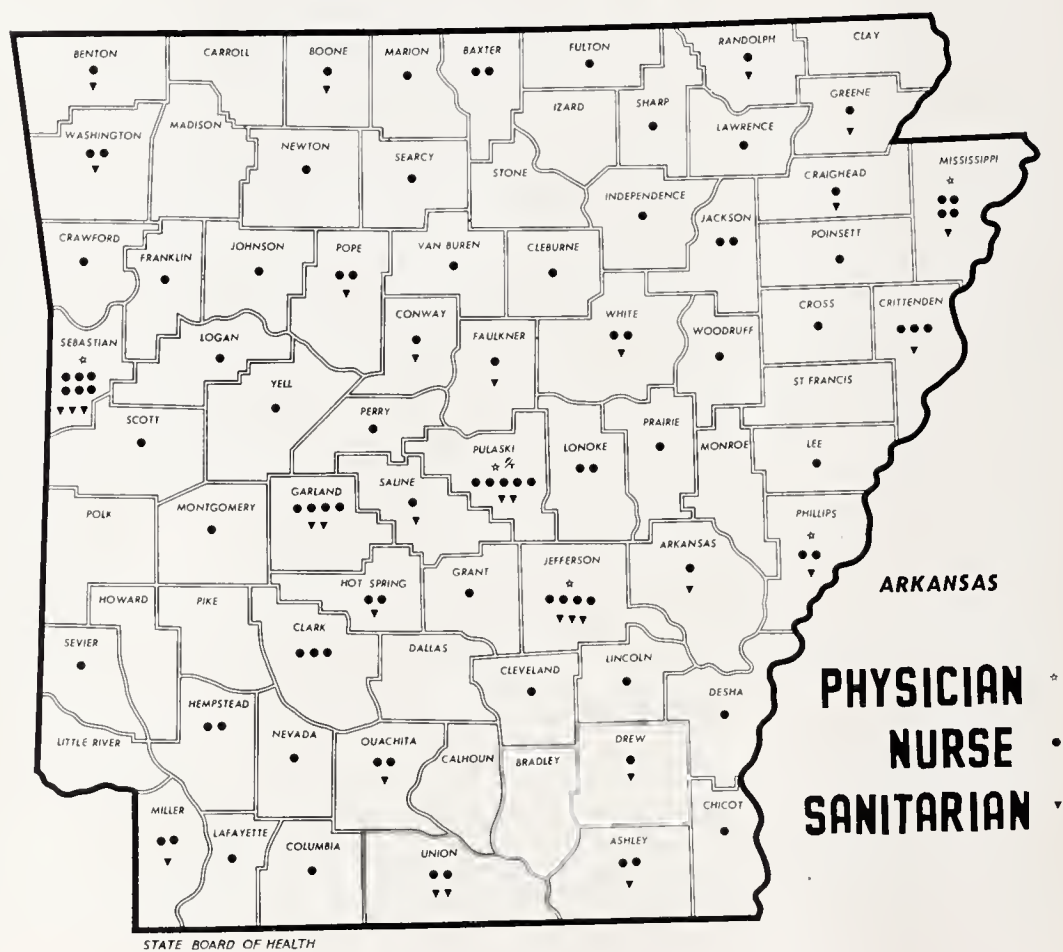 BENTON
CARROLL
BOONE
MARION
BAXTER
FULTON
RANDOLPH
CLAY
WASHINGTON
MADISON
NEWTON
SEARCY
STONE
IZARD
SHARP
LAWRENCE
GREENE
MISSISSIPPI
CRAIGHEAD
INDEPENDENCE
JACKSON
POINSETT
CRAWFORD
FRANKLIN
JOHNSON
POPE
VAN BUREN
CLEBURNE
CONWAY
FAULKNER
WHITE
WOODRUFF
CROSS
CRITTENDEN
SEBASTIAN
LOGAN
YELL
ST FRANCIS
SCOTT
PERRY
PULASKI
LONOKE
PRAIRIE
MONROE
LEE
POLK
MONTGOMERY
GARLAND
SALINE
PHILLIPS
HOT SPRING
GRANT
JEFFERSON
ARKANSAS
ARKANSAS
HOWARD
PIKE
CLARK
DALLAS
CLEVELAND
LINCOLN
DESHA
SEVIER
HEMPSTEAD
NEVADA
OUACHITA
CALHOUN
BRADLEY
DREW
LITTLE RIVER
MILLER
LAFAYETTE
COLUMBIA
UNION
ASHLEY
CHICOT
PHYSICIAN
NURSE
SANITARIAN
STATE BOARD OF HEALTH